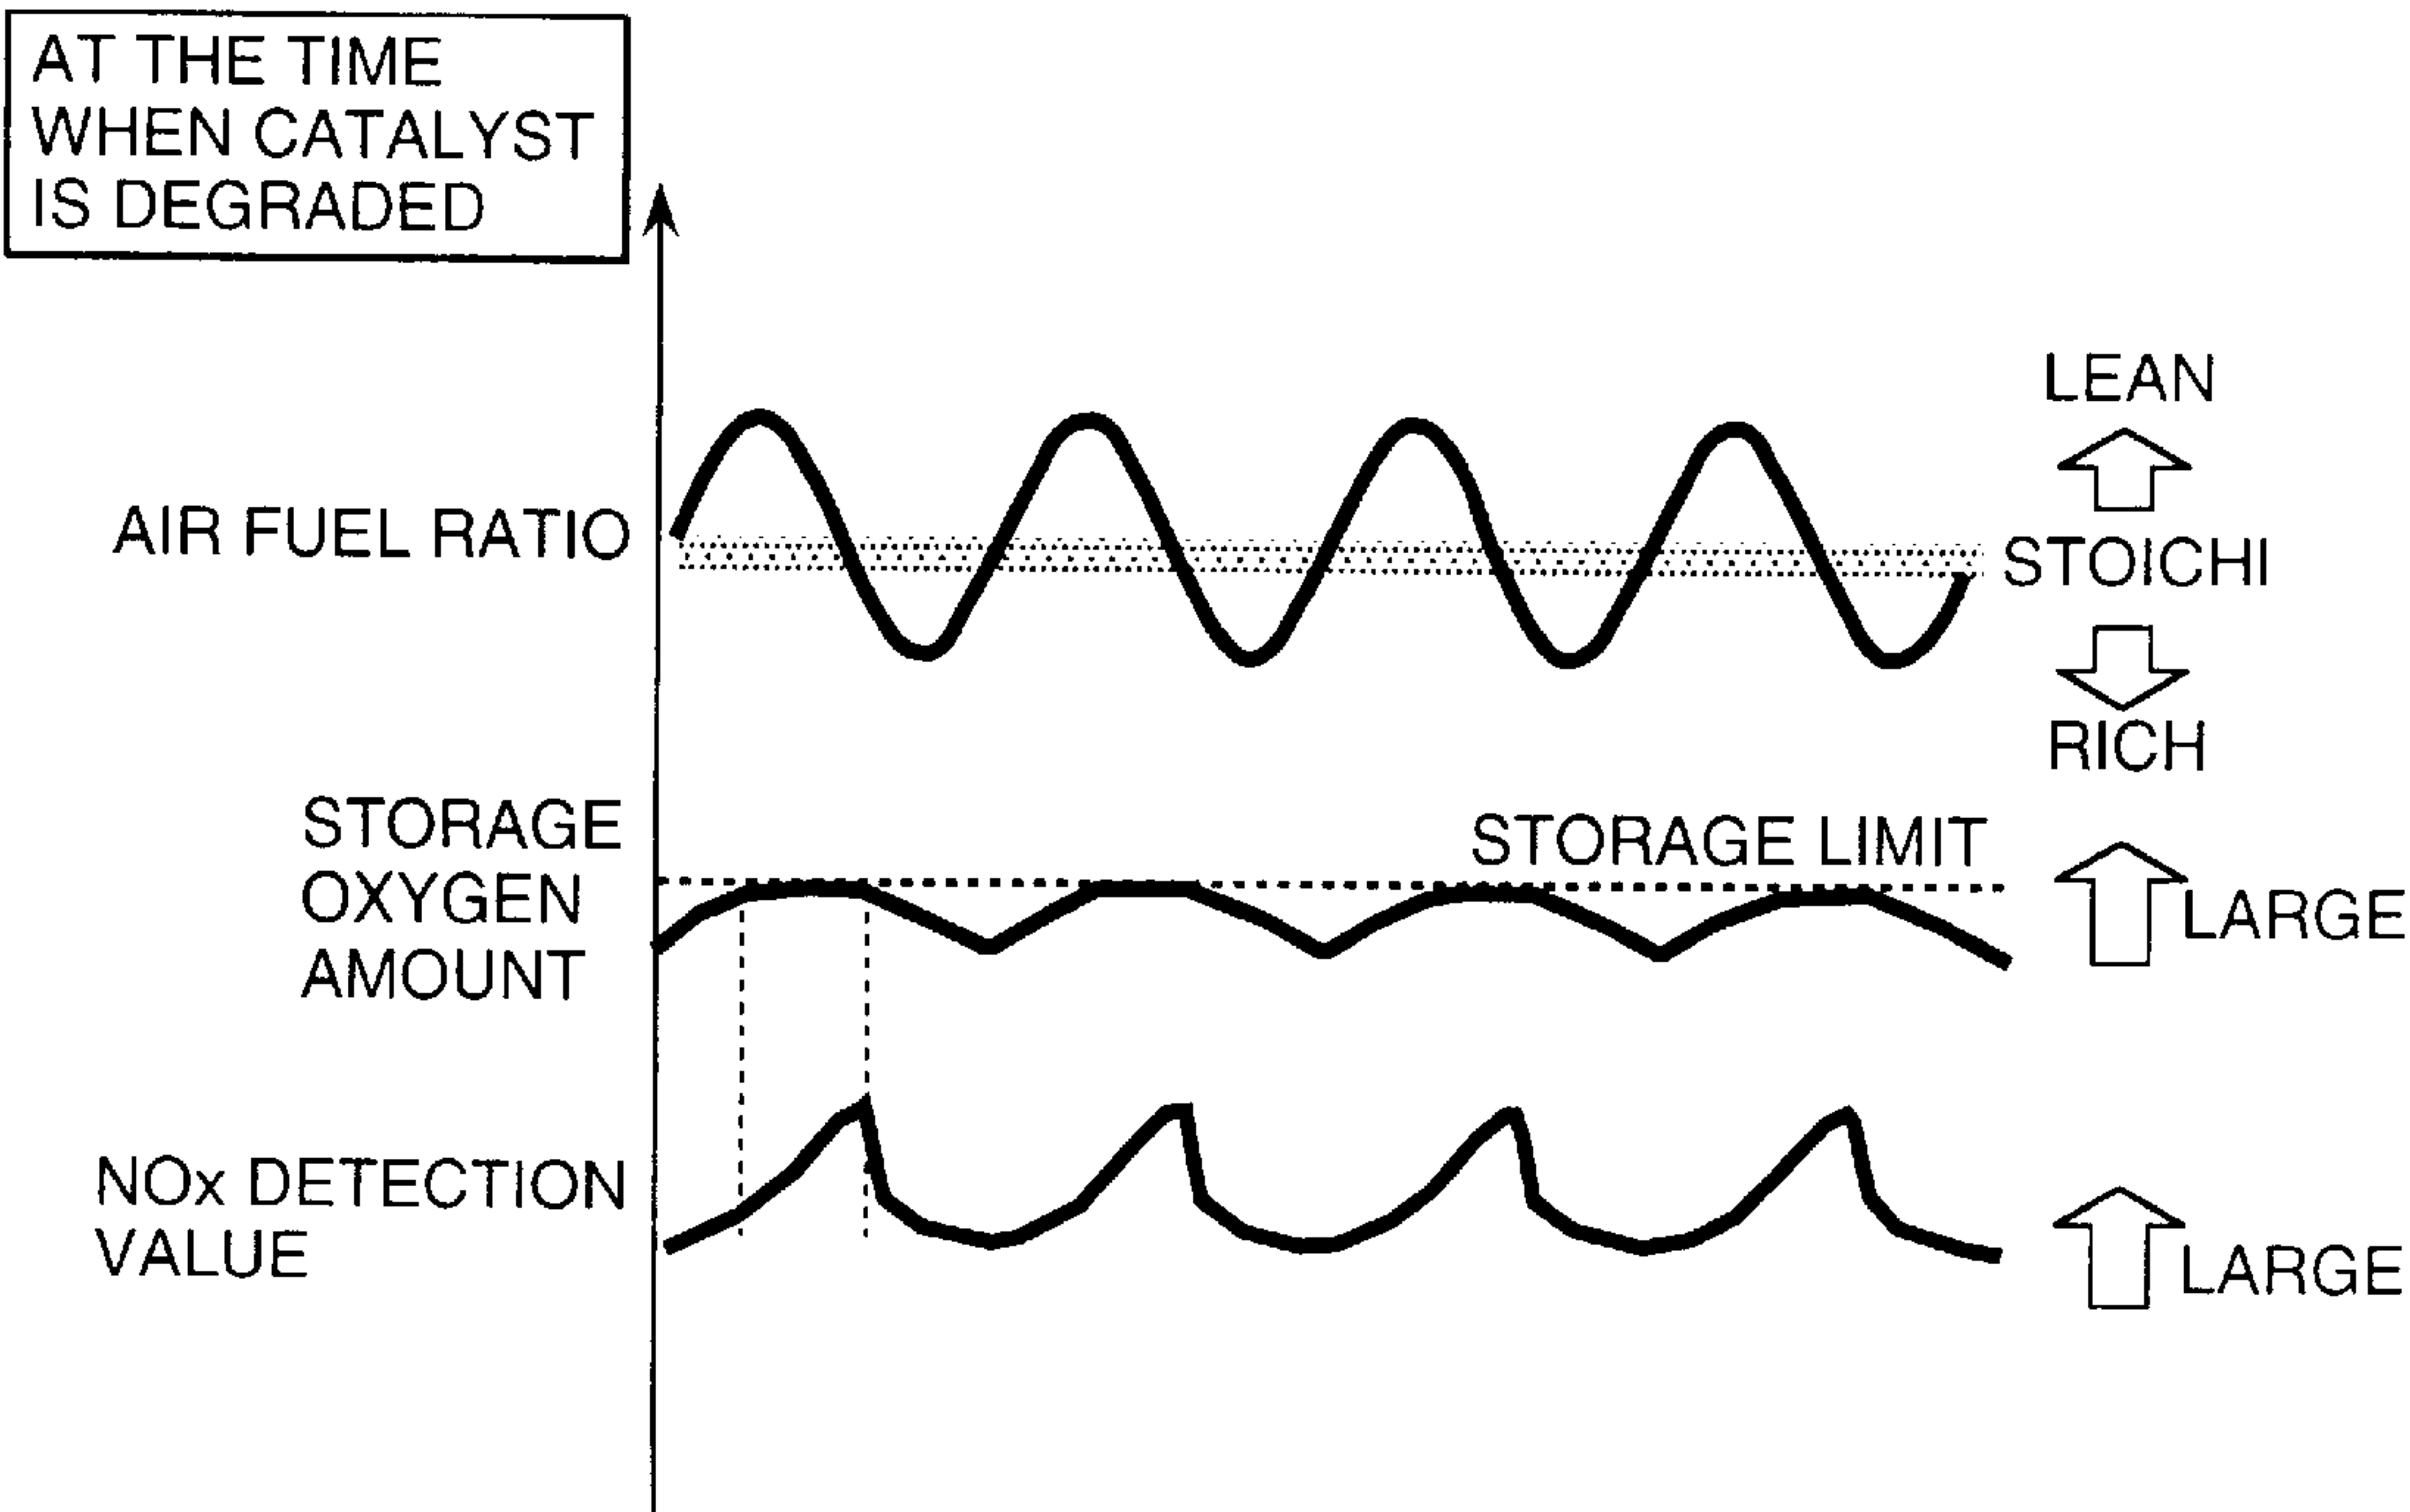 AT THE TIME
WHEN CATALYST
IS DEGRADED
LEAN
AIR FUEL RATIO
STOICHI
RICH
STORAGE
OXYGEN
AMOUNT
STORAGE LIMIT
LARGE
NOx DETECTION
VALUE
LARGE